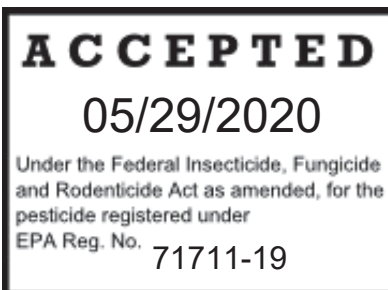 ACCEPTED
05/29/2020
Under the Federal Insecticide, Fungicide
and Rodenticide Act as amended, for the
pesticide registered under
EPA Reg. No. 71711-19